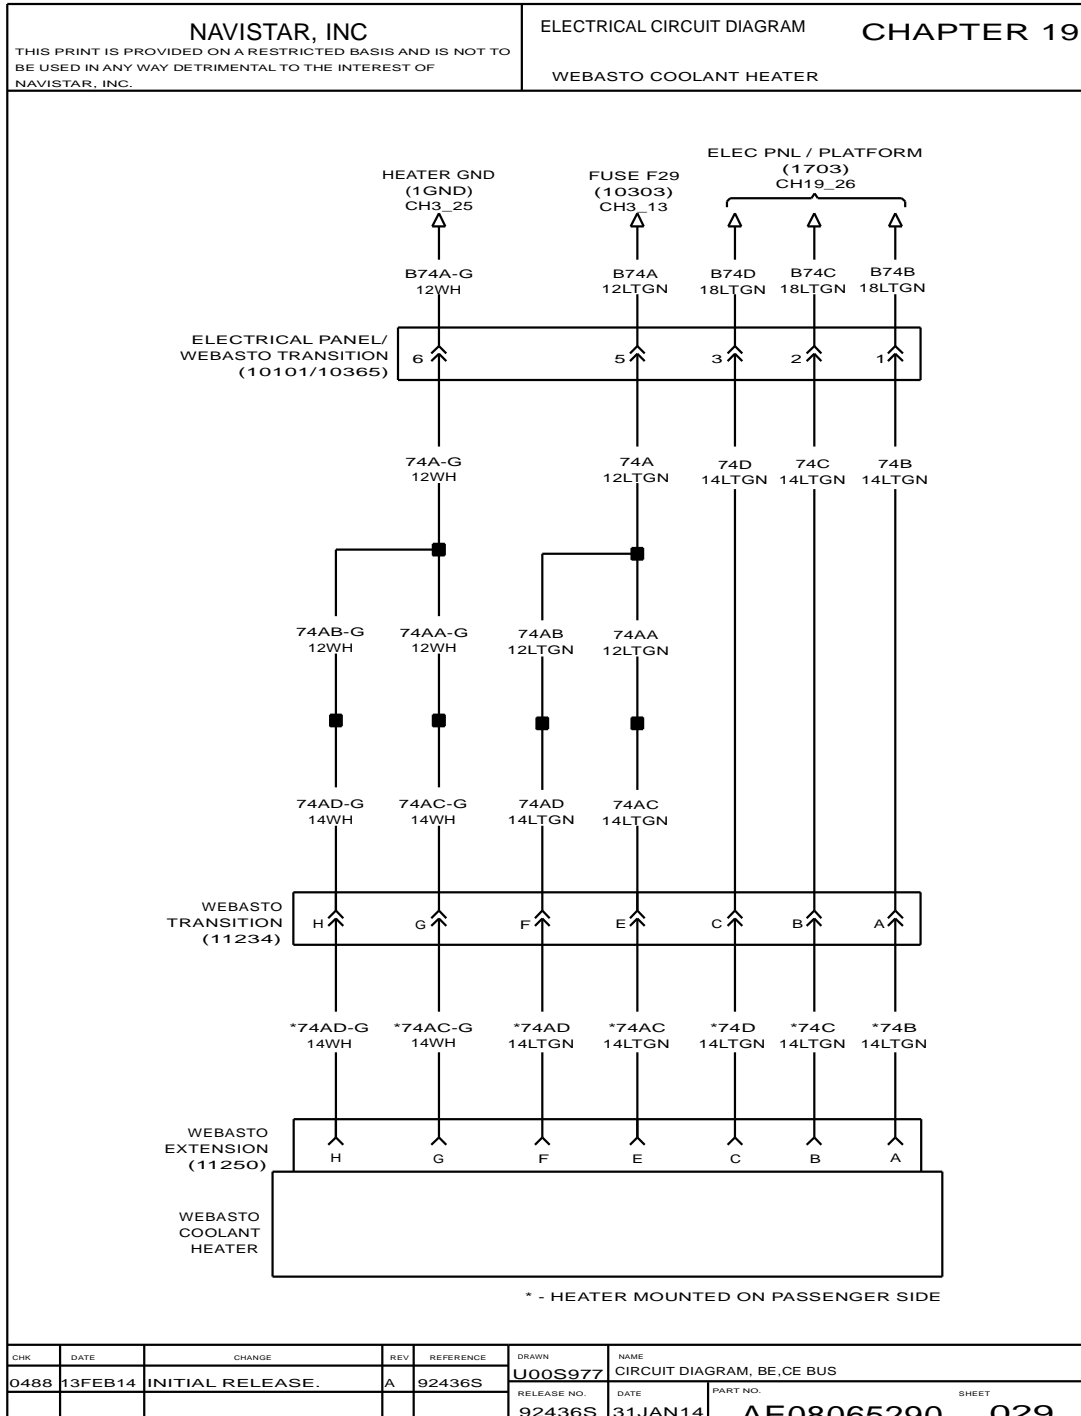 NAVISTAR, INC
THIS PRINT IS PROVIDED ON A RESTRICTED BASIS AND IS NOT TO
BE USED IN ANY WAY DETRIMENTAL TO THE INTEREST OF
NAVISTAR, INC.
ELECTRICAL CIRCUIT DIAGRAM
CHAPTER 19
WEBASTO COOLANT HEATER
HEATER GND
(1GND)
CH3_25
FUSE F29
(10303)
CH3_13
ELEC PNL / PLATFORM
(1703)
CH19_26
B74A-G
12WH
B74A
12LTGN
B74D
18LTGN
B74C
18LTGN
B74B
18LTGN
ELECTRICAL PANEL/
WEBASTO TRANSITION
(10101/10365)
6
5
3
2
1
74A-G
12WH
74A
12LTGN
74D
14LTGN
74C
14LTGN
74B
14LTGN
74AB-G
12WH
74AA-G
12WH
74AB
12LTGN
74AA
12LTGN
74AD-G
14WH
74AC-G
14WH
74AD
14LTGN
74AC
14LTGN
WEBASTO
TRANSITION
(11234)
H
G
F
E
C
B
A
*74AD-G
14WH
*74AC-G
14WH
*74AD
14LTGN
*74AC
14LTGN
*74D
14LTGN
*74C
14LTGN
*74B
14LTGN
WEBASTO
EXTENSION
(11250)
H
G
F
E
C
B
A
WEBASTO
COOLANT
HEATER
* - HEATER MOUNTED ON PASSENGER SIDE
CHK DATE CHANGE REV REFERENCE
0488 13FEB14 INITIAL RELEASE. A 92436S
DRAWN
U00S977
NAME
CIRCUIT DIAGRAM, BE,CE BUS
RELEASE NO.
92436S
DATE
31JAN14
PART NO.
AE08065290
SHEET
029